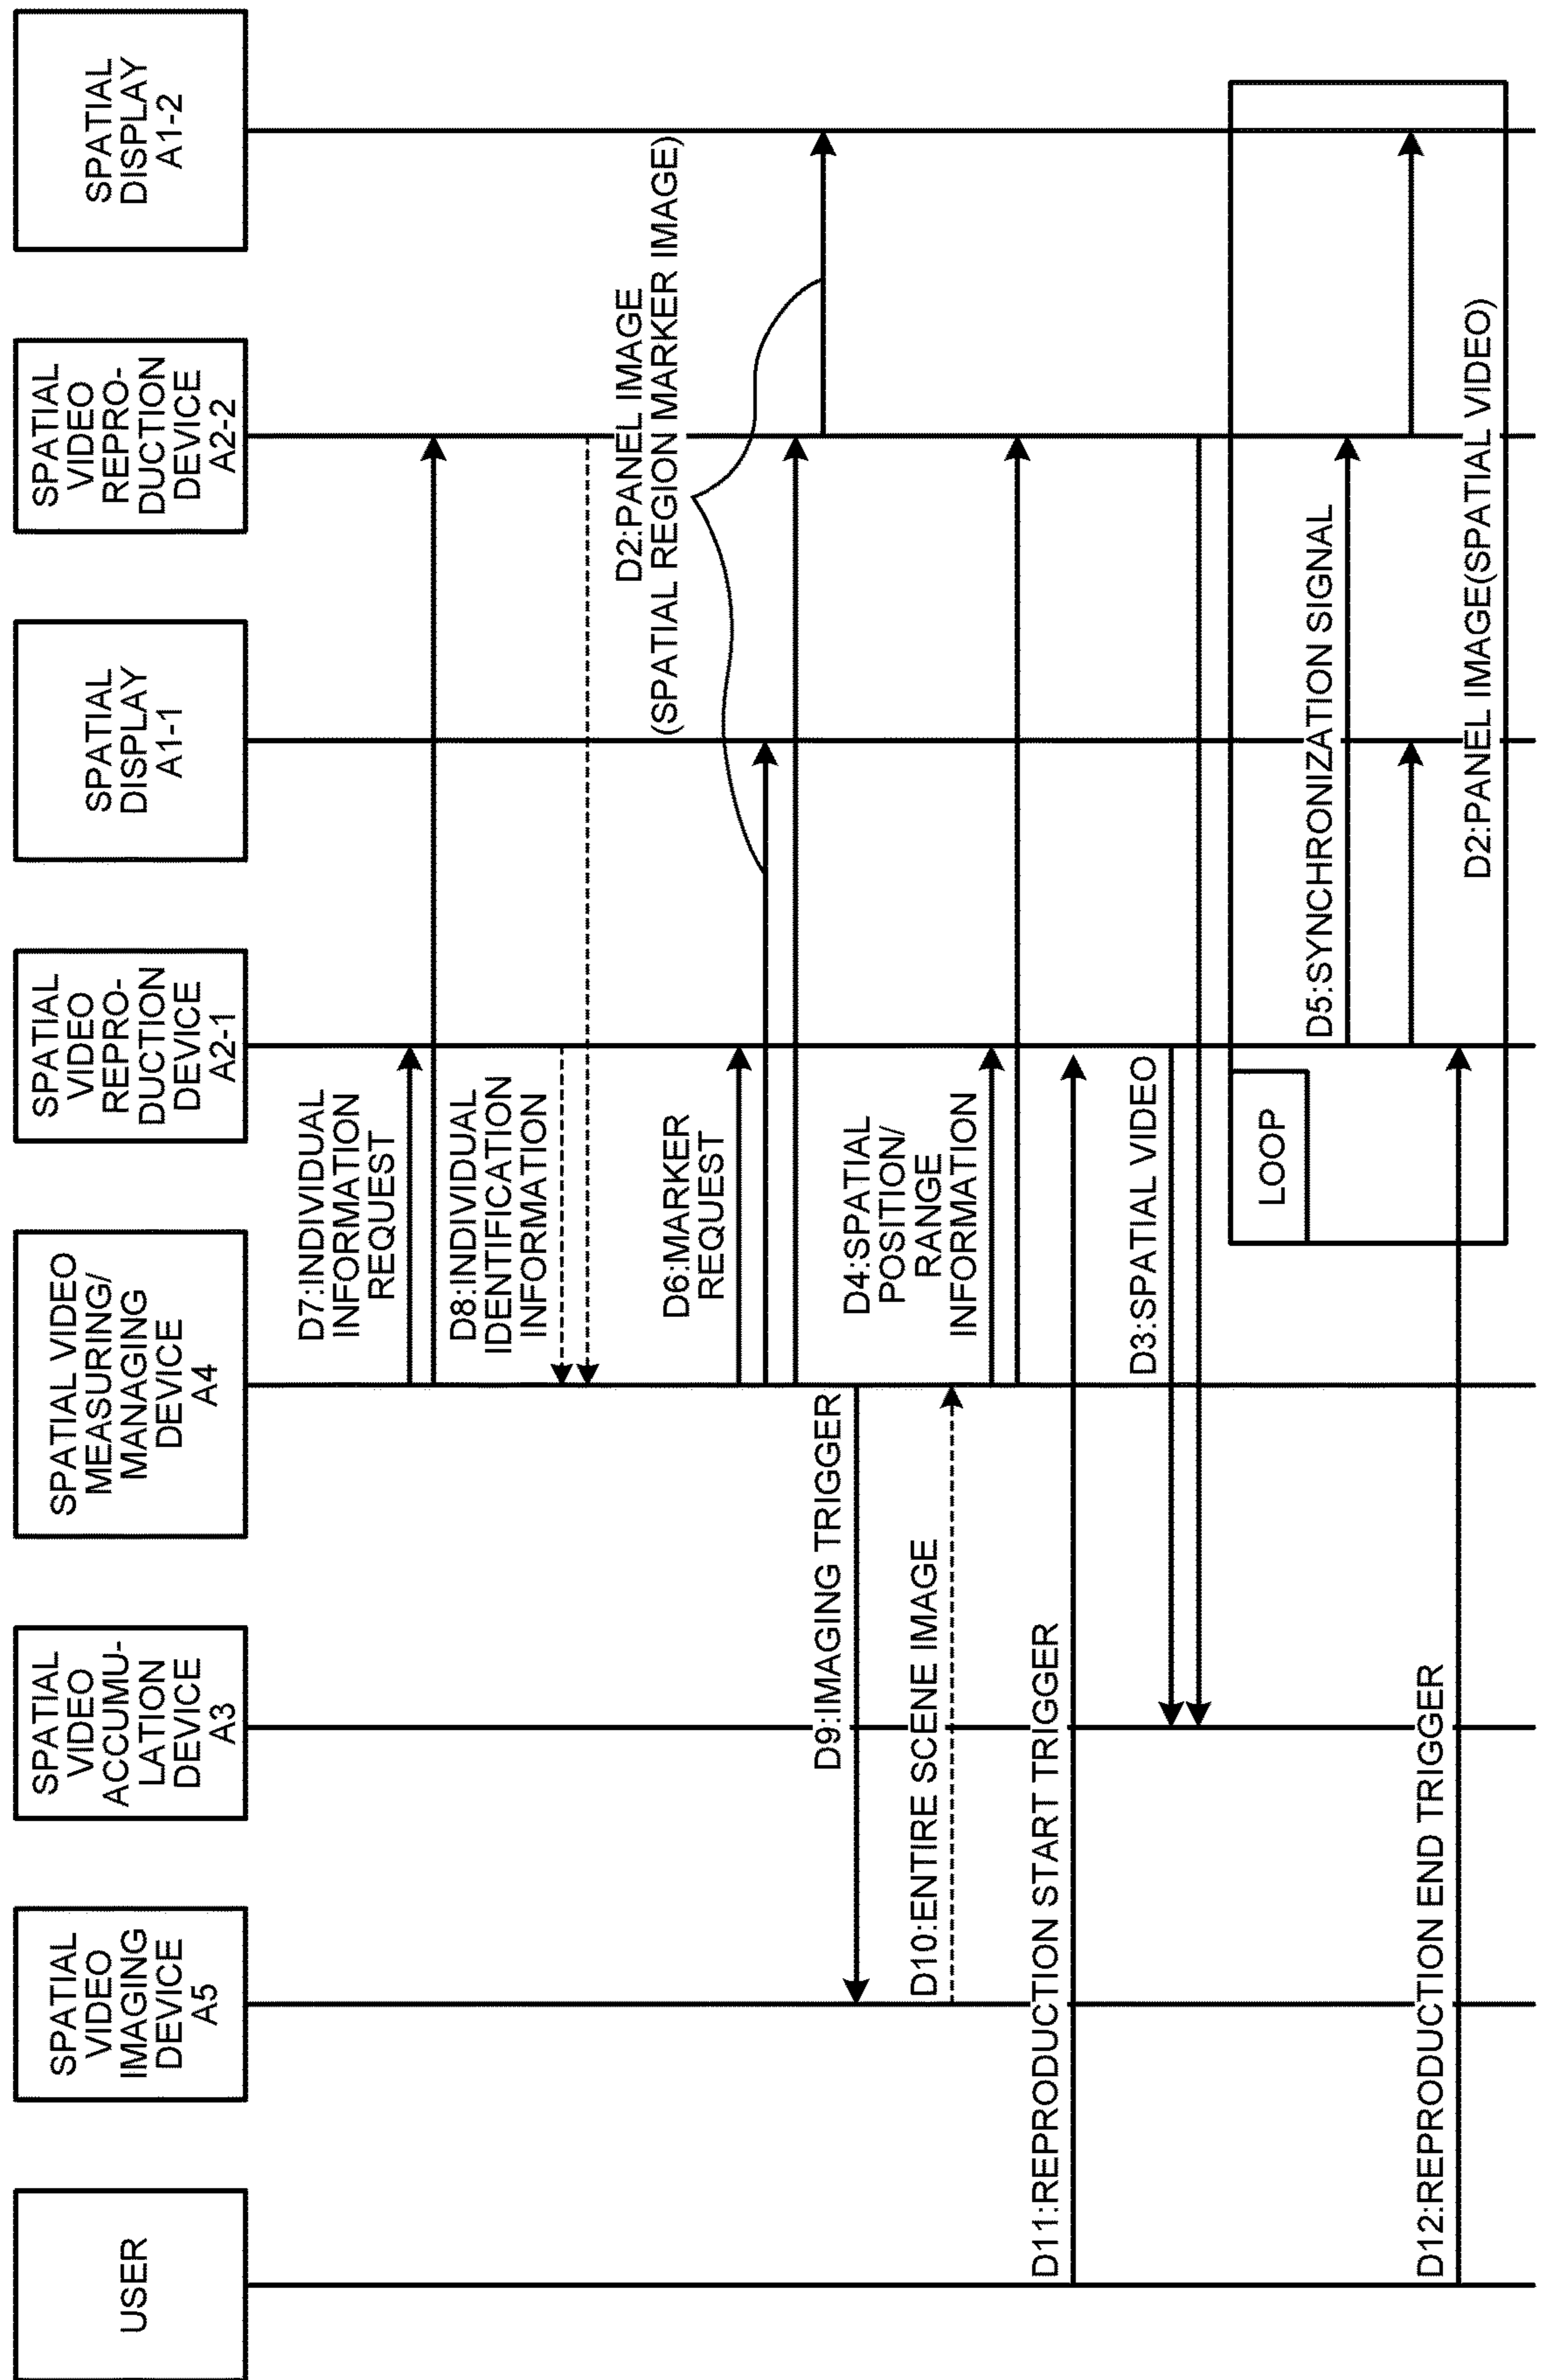 USER
SPATIAL
VIDEO
IMAGING
DEVICE
A5
SPATIAL
VIDEO
ACCUMU-
LATION
DEVICE
A3
SPATIAL VIDEO
MEASURING/
MANAGING
DEVICE
A4
SPATIAL
VIDEO
REPRO-
DUCTION
DEVICE
A2-1
SPATIAL
DISPLAY
A1-1
SPATIAL
VIDEO
REPRO-
DUCTION
DEVICE
A2-2
SPATIAL
DISPLAY
A1-2
D7:INDIVIDUAL
INFORMATION
REQUEST
D8:INDIVIDUAL
IDENTIFICATION
INFORMATION
D2:PANEL IMAGE
(SPATIAL REGION MARKER IMAGE)
D6:MARKER
REQUEST
D9:IMAGING TRIGGER
D10:ENTIRE SCENE IMAGE
D4:SPATIAL
POSITION/
RANGE
INFORMATION
D11:REPRODUCTION START TRIGGER
D3:SPATIAL VIDEO
LOOP
D5:SYNCHRONIZATION SIGNAL
D12:REPRODUCTION END TRIGGER
D2:PANEL IMAGE(SPATIAL VIDEO)